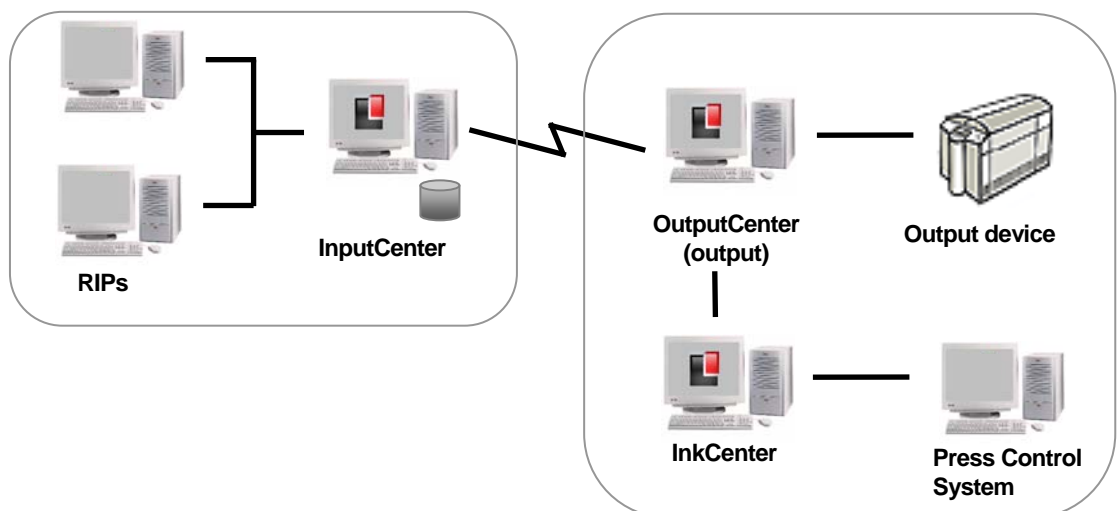 RIPs
InputCenter
OutputCenter
(output)
Output device
InkCenter
Press Control
System